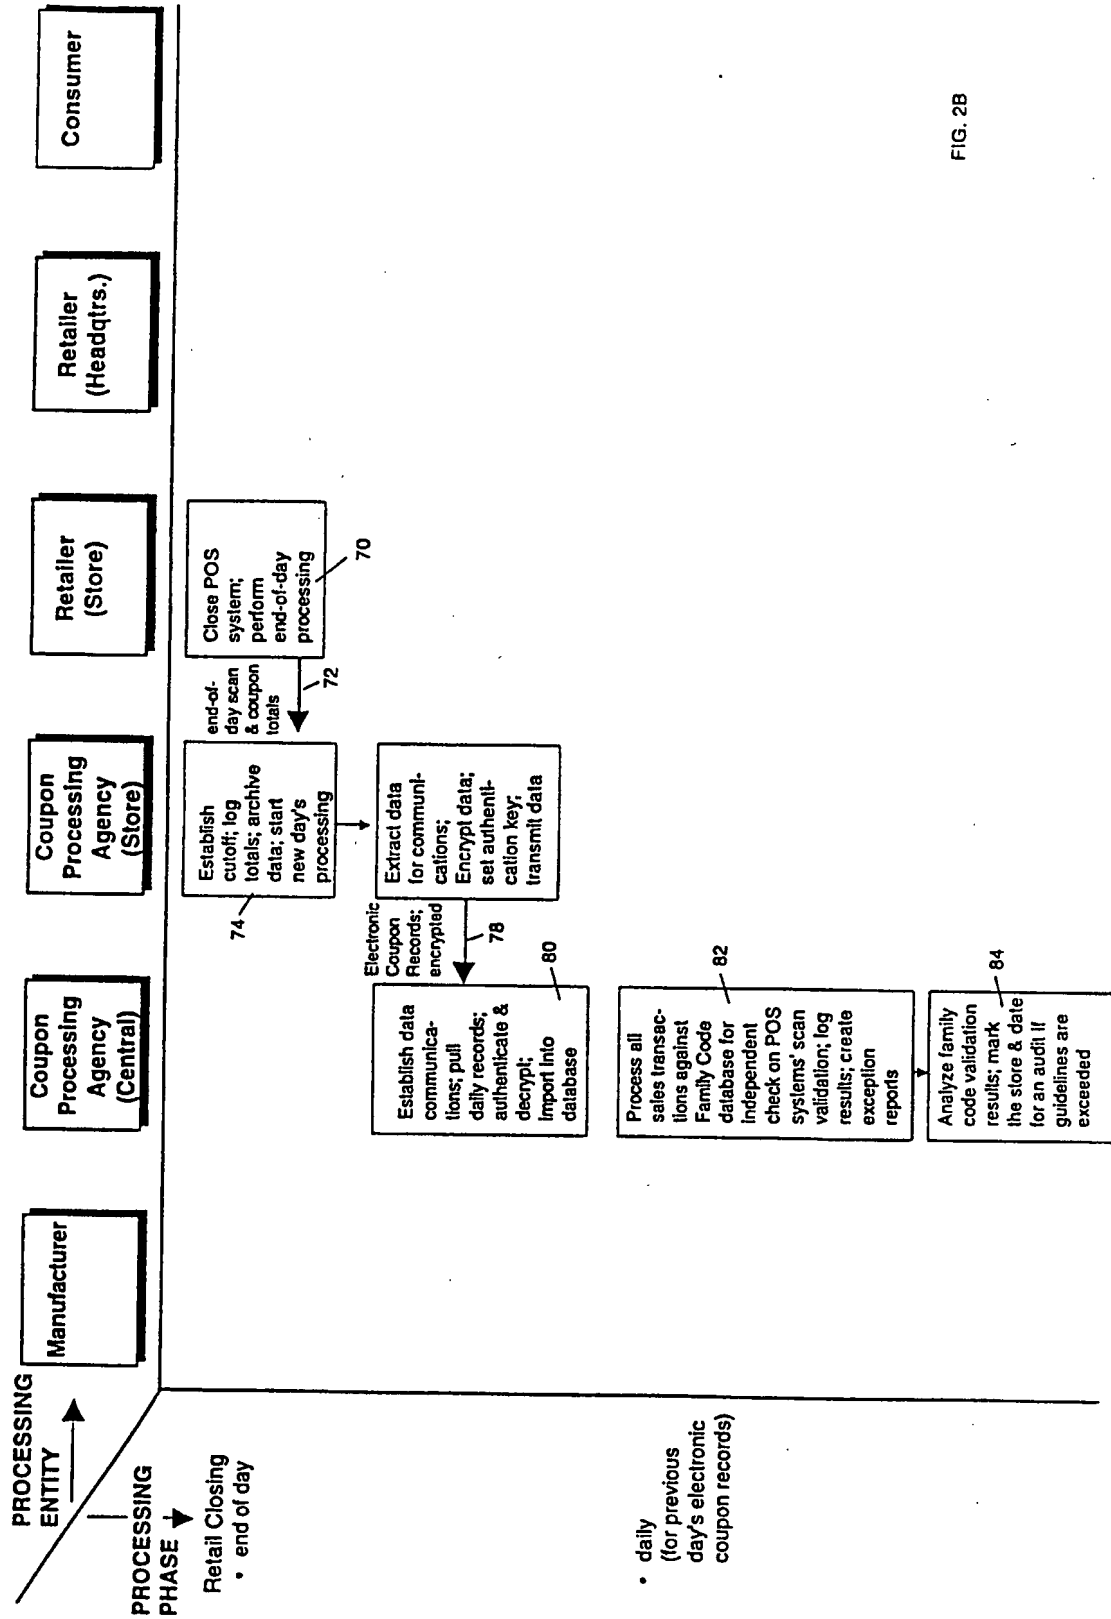 PROCESSING
ENTITY
PROCESSING
PHASE
Manufacturer
Coupon
Processing
Agency
(Central)
Coupon
Processing
Agency
(Store)
Retailer
(Store)
Retailer
(Headqtrs.)
Consumer
Retail Closing
• end of day
Close POS
system;
perform
end-of-day
processing
70
end-of-
day scan
& coupon
totals
72
Establish
cutoff; log
totals; archive
data; start
new day's
processing
74
Extract data
for communi-
cations;
Encrypt data;
set authenti-
cation key;
transmit data
Electronic
Coupon
Records;
encrypted
78
Establish data
communica-
tions; pull
daily records;
authenticate &
decrypt;
Import into
database
80
• daily
(for previous
day's electronic
coupon records)
Process all
sales transac-
tions against
Family Code
database for
Independent
check on POS
systems' scan
validation; log
results; create
exception
reports
82
Analyze family
code validation
results; mark
the store & date
for an audit if
guidelines are
exceeded
84
FIG. 2B